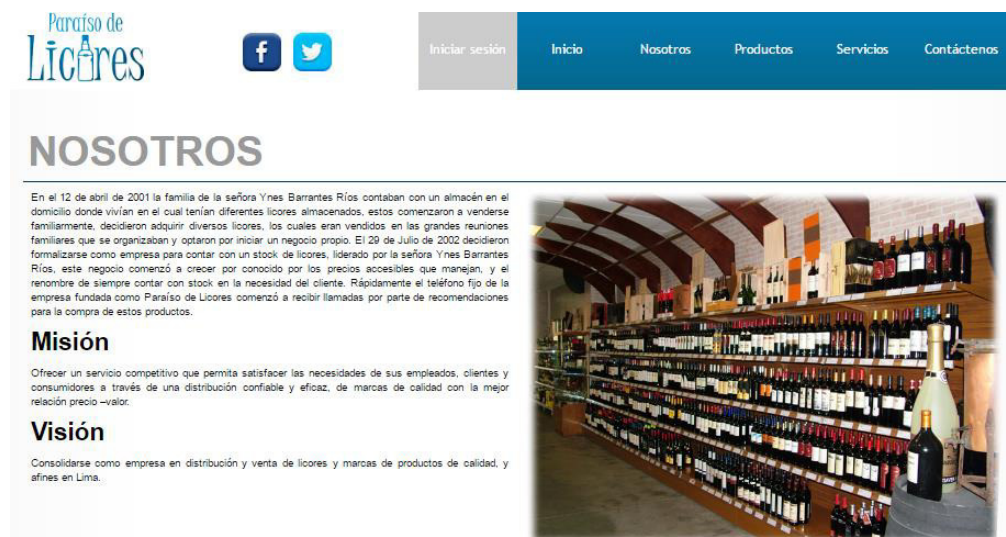 Paraíso de
Licores
Iniciar sesión
Inicio
Nosotros
Productos
Servicios
Contáctenos
NOSOTROS
En el 12 de abril de 2001 la familia de la señora Ynes Barrantes Ríos contaban con un almacén en el
domicilio donde vivían en el cual tenían diferentes licores almacenados, estos comenzaron a venderse
familiarmente, decidieron adquirir diversos licores, los cuales eran vendidos en las grandes reuniones
familiares que se organizaban y optaron por iniciar un negocio propio. El 29 de Julio de 2002 decidieron
formalizarse como empresa para contar con un stock de licores, liderado por la señora Ynes Barrantes
Ríos, este negocio comenzó a crecer por conocido por los precios accesibles que manejan, y el
renombre de siempre contar con stock en la necesidad del cliente. Rápidamente el teléfono fijo de la
empresa fundada como Paraíso de Licores comenzó a recibir llamadas por parte de recomendaciones
para la compra de estos productos.
Misión
Ofrecer un servicio competitivo que permita satisfacer las necesidades de sus empleados, clientes y
consumidores a través de una distribución confiable y eficaz, de marcas de calidad con la mejor
relación precio –valor.
Visión
Consolidarse como empresa en distribución y venta de licores y marcas de productos de calidad, y
afines en Lima.